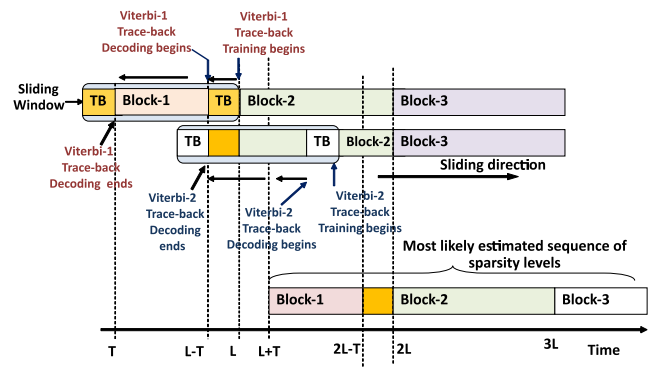 Viterbi-1
Trace-back
Decoding begins
Viterbi-1
Trace-back
Training begins
Sliding
Window
TB
Block-1
TB
Block-2
Block-3
TB
TB
Block-2
Block-3
Viterbi-1
Trace-back
Decoding ends
Sliding direction
Viterbi-2
Trace-back
Decoding
ends
Viterbi-2
Trace-back
Decoding begins
Viterbi-2
Trace-back
Training begins
Most likely estimated sequence of
sparsity levels
Block-1
Block-2
Block-3
T
L-T
L
L+T
2L-T
2L
3L
Time